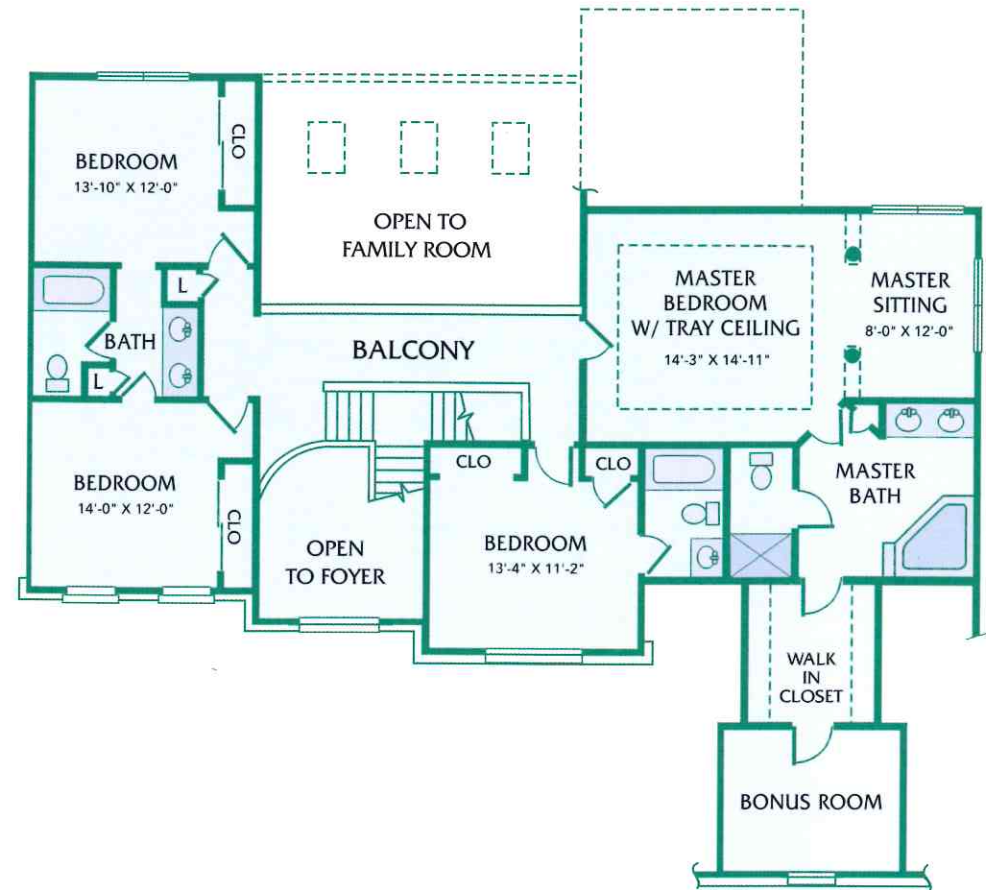 BEDROOM
13'-10" X 12'-0"
CLO
OPEN TO
FAMILY ROOM
MASTER
BEDROOM
W/ TRAY CEILING
14'-3" X 14'-11"
MASTER
SITTING
8'-0" X 12'-0"
L
BATH
L
BALCONY
BEDROOM
14'-0" X 12'-0"
CLO
OPEN
TO FOYER
CLO
CLO
BEDROOM
13'-4" X 11'-2"
MASTER
BATH
WALK
IN
CLOSET
BONUS ROOM